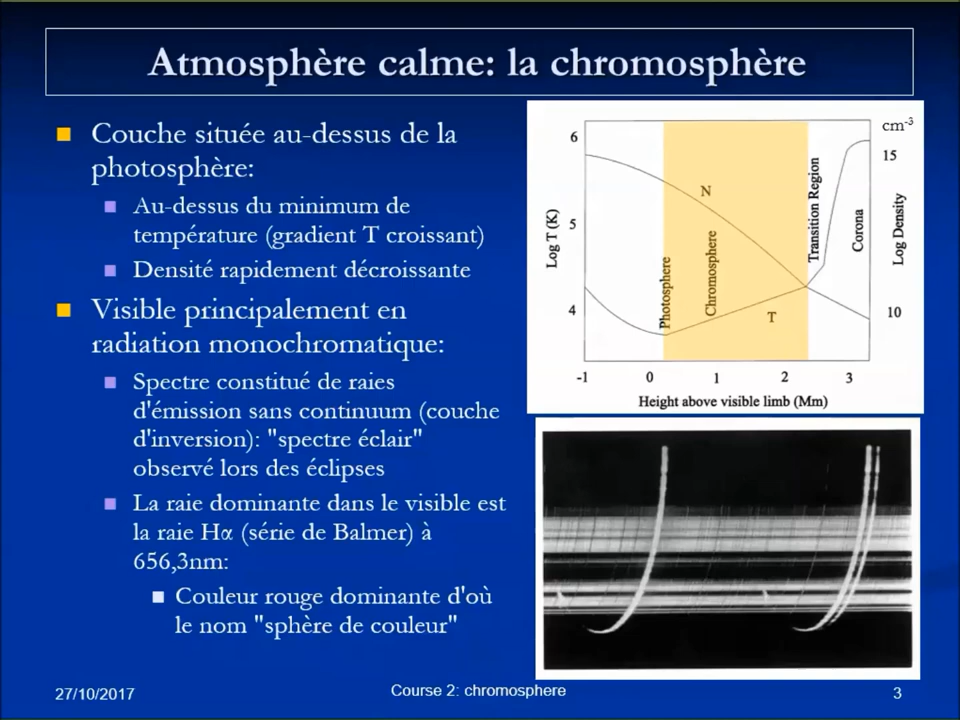 Atmosphère calme: la chromosphère
Couche située au-dessus de la
photosphère:
Au-dessus du minimum de
température (gradient T croissant)
Densité rapidement décroissante
Visible principalement en
radiation monochromatique:
Spectre constitué de raies
d'émission sans continuum (couche
d'inversion): "spectre éclair"
observé lors des éclipses
La raie dominante dans le visible est
la raie Hα (série de Balmer) à
656,3nm:
Couleur rouge dominante d'où
le nom "sphère de couleur"
cm-3
6
15
N
Log T (K)
5
Photosphere
Chromosphere
Transition Region
Corona
Log Density
4
T
10
-1 0 1 2 3
Height above visible limb (Mm)
27/10/2017
Course 2: chromosphere
3